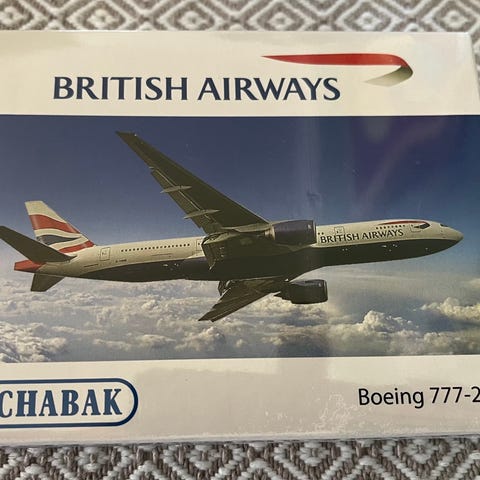 BRITISH AIRWAYS
BRITISH AIRWAYS
CHABAK
Boeing 777-2